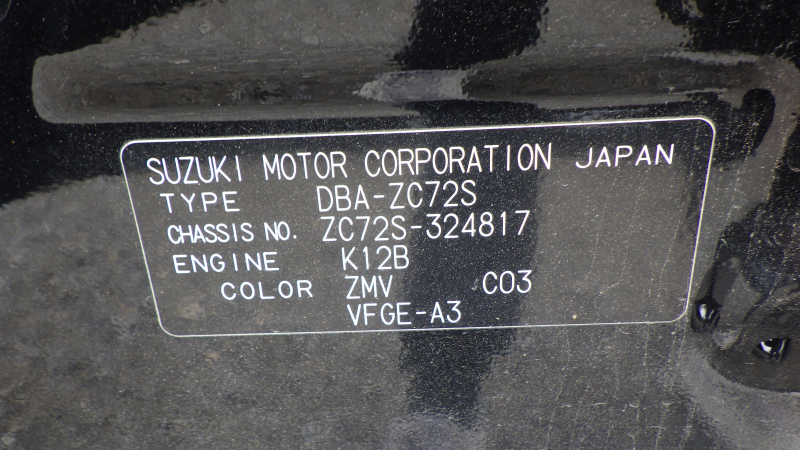 SUZUKI MOTOR CORPORATION JAPAN
TYPE DBA-ZC72S
CHASSIS NO. ZC72S-324817
ENGINE K12B
COLOR ZMV C03
VFGE-A3